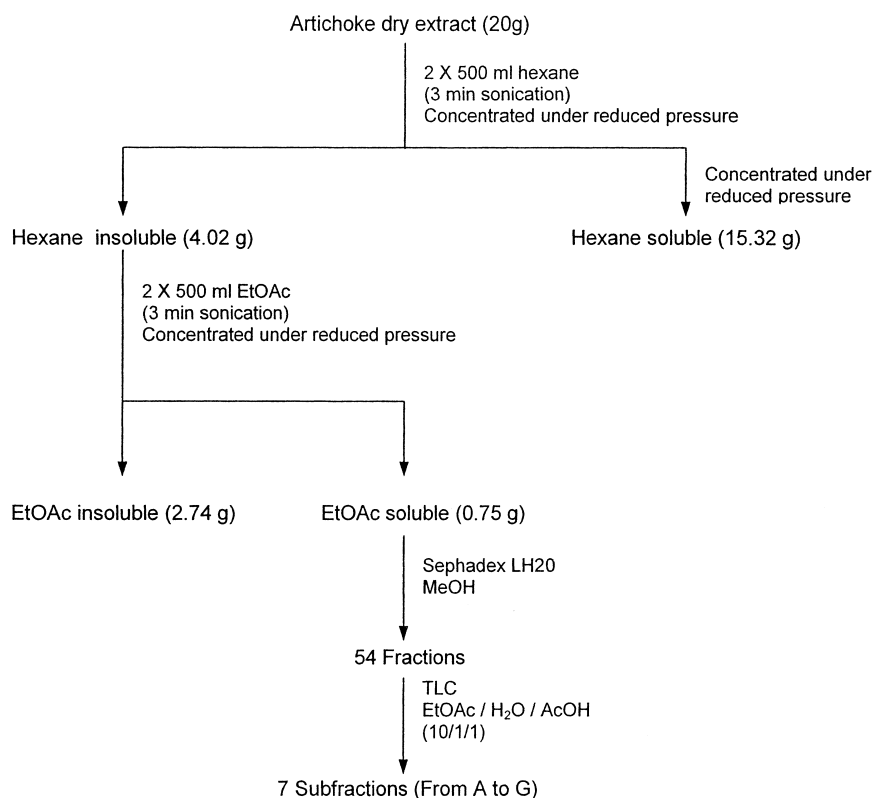 Artichoke dry extract (20g)
2 X 500 ml hexane
(3 min sonication)
Concentrated under reduced pressure
Concentrated under
reduced pressure
Hexane insoluble (4.02 g)
Hexane soluble (15.32 g)
2 X 500 ml EtOAc
(3 min sonication)
Concentrated under reduced pressure
EtOAc insoluble (2.74 g)
EtOAc soluble (0.75 g)
Sephadex LH20
MeOH
54 Fractions
TLC
EtOAc / H₂O / AcOH
(10/1/1)
7 Subfractions (From A to G)